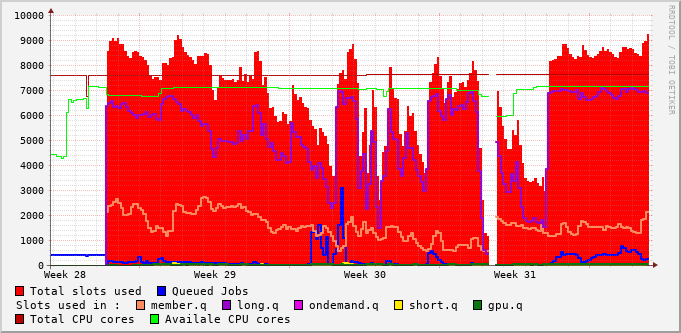 10000
9000
8000
7000
6000
5000
4000
3000
2000
1000
0
Week 28 Week 29 Week 30 Week 31
Total slots used Queued Jobs
Slots used in : member.q long.q ondemand.q short.q gpu.q
Total CPU cores Availale CPU cores
RRDTOOL / TOBI OETIKER